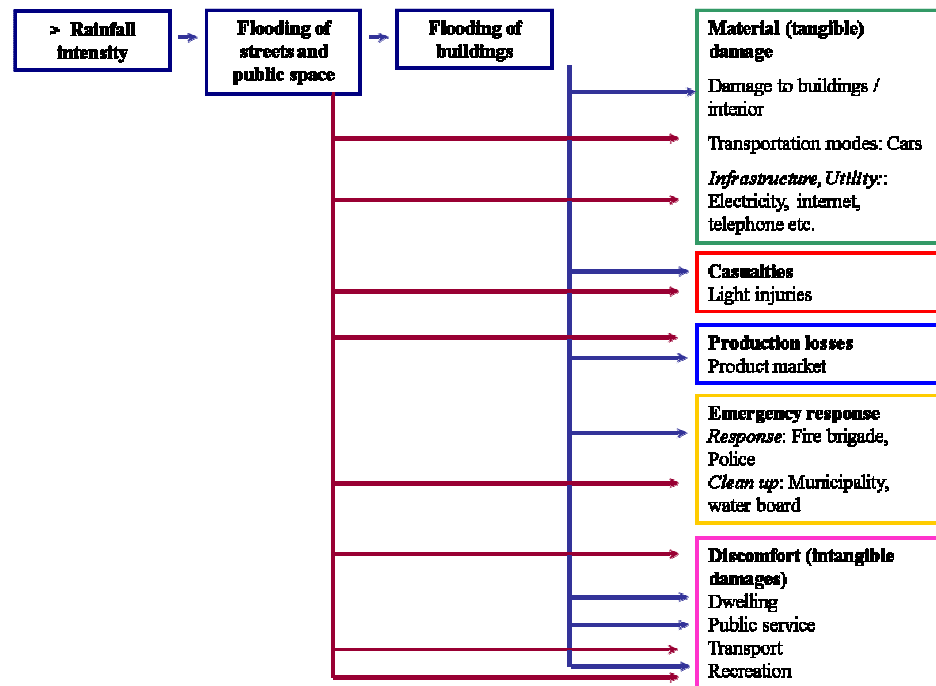 > Rainfall
intensity
Flooding of
streets and
public space
Flooding of
buildings
Material (tangible)
damage
Damage to buildings /
interior
Transportation modes: Cars
Infrastructure, Utility::
Electricity, internet,
telephone etc.
Casualties
Light injuries
Production losses
Product market
Emergency response
Response: Fire brigade,
Police
Clean up: Municipality,
water board
Discomfort (intangible
damages)
Dwelling
Public service
Transport
Recreation